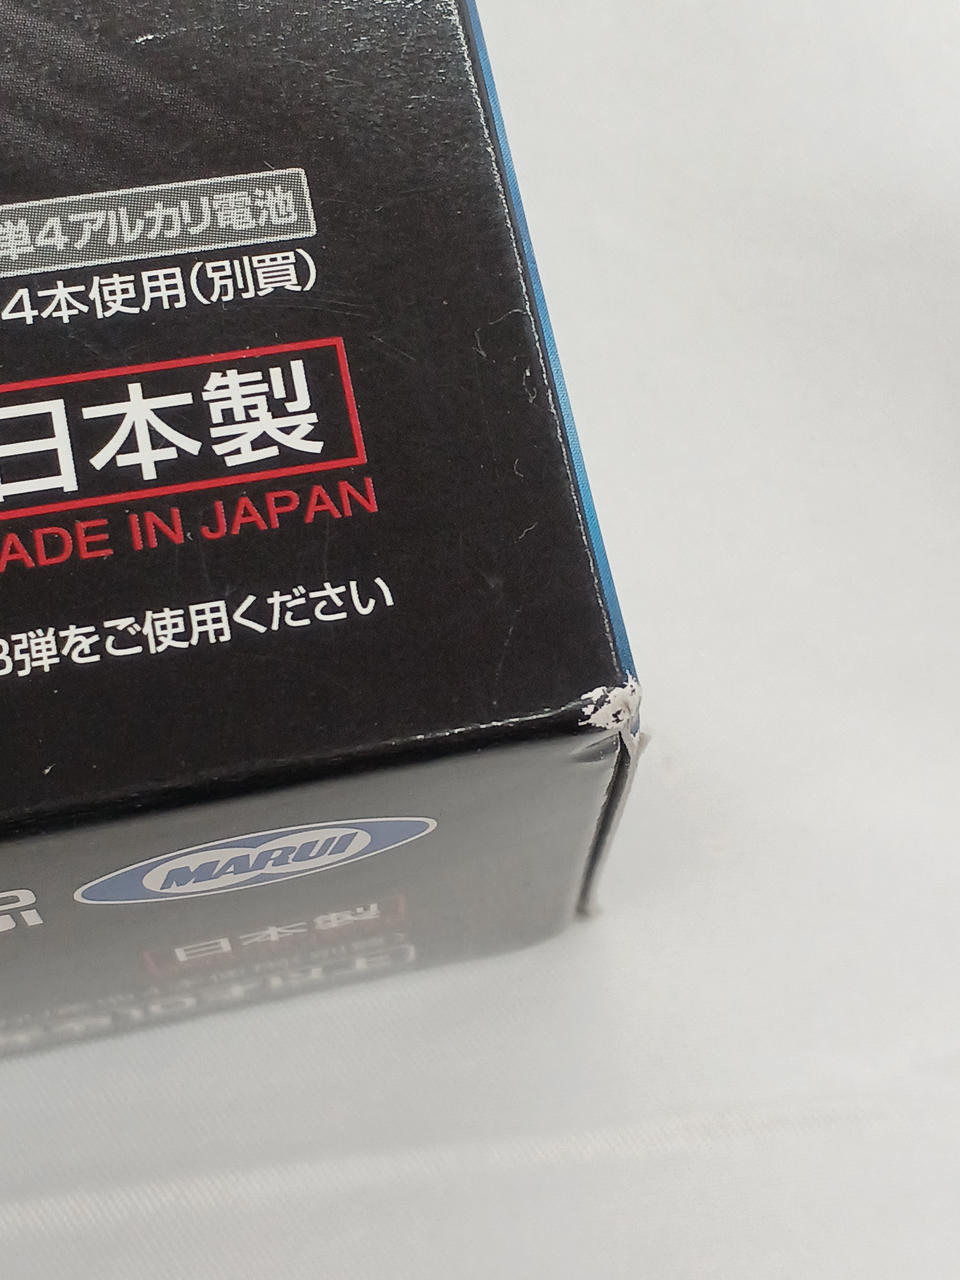 単4アルカリ電池
4本使用(別買)
日本製
ADE IN JAPAN
弾をご使用ください
MARUI
日本製